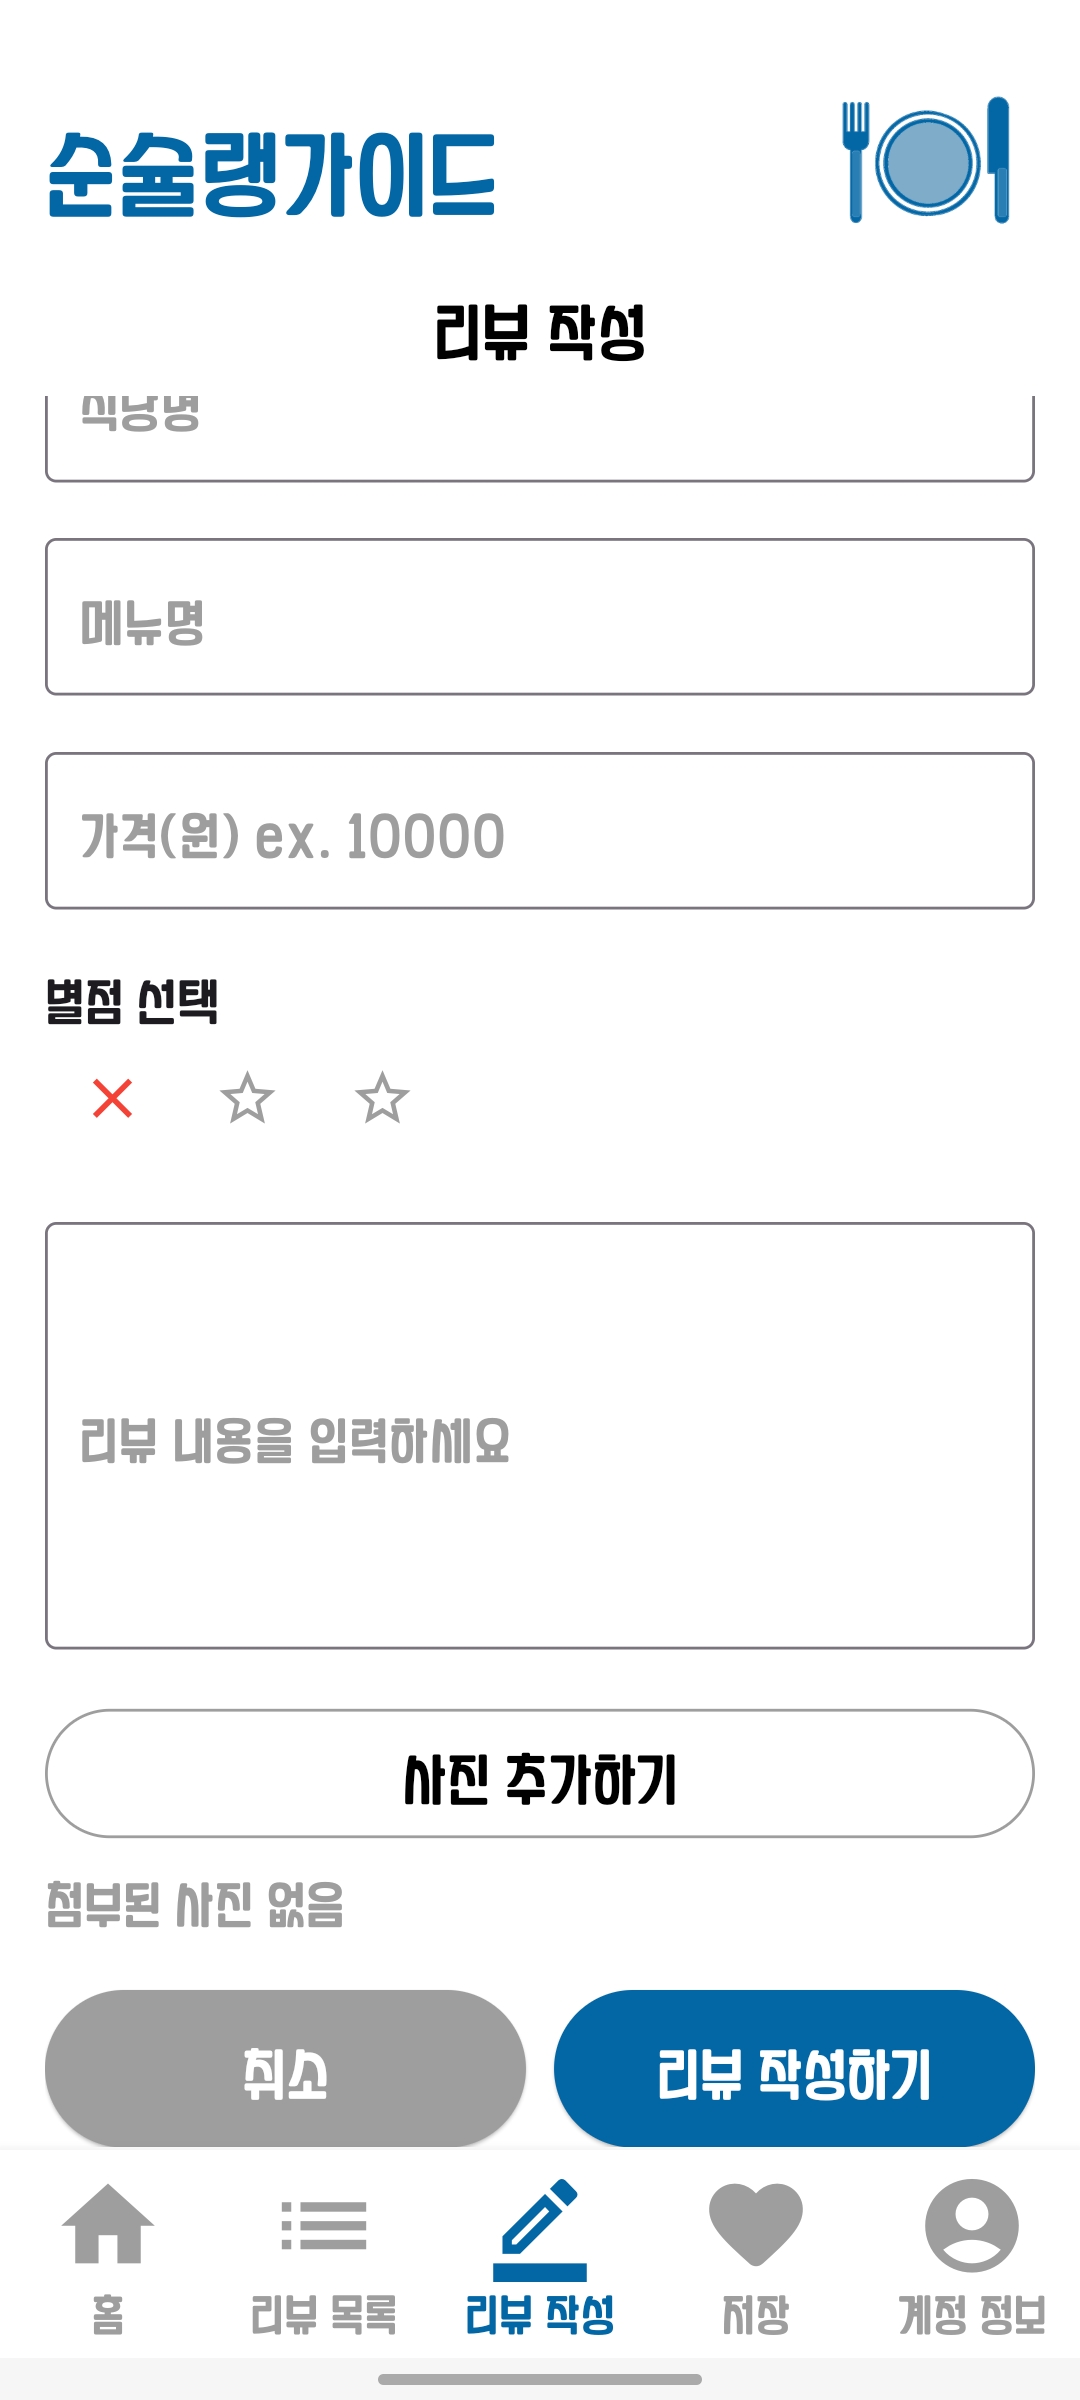 순슐랭가이드
리뷰 작성
식당명
메뉴명
가격(원) ex. 10000
별점 선택
리뷰 내용을 입력하세요
사진 추가하기
첨부된 사진 없음
취소
리뷰 작성하기
홈
리뷰 목록
리뷰 작성
저장
계정 정보